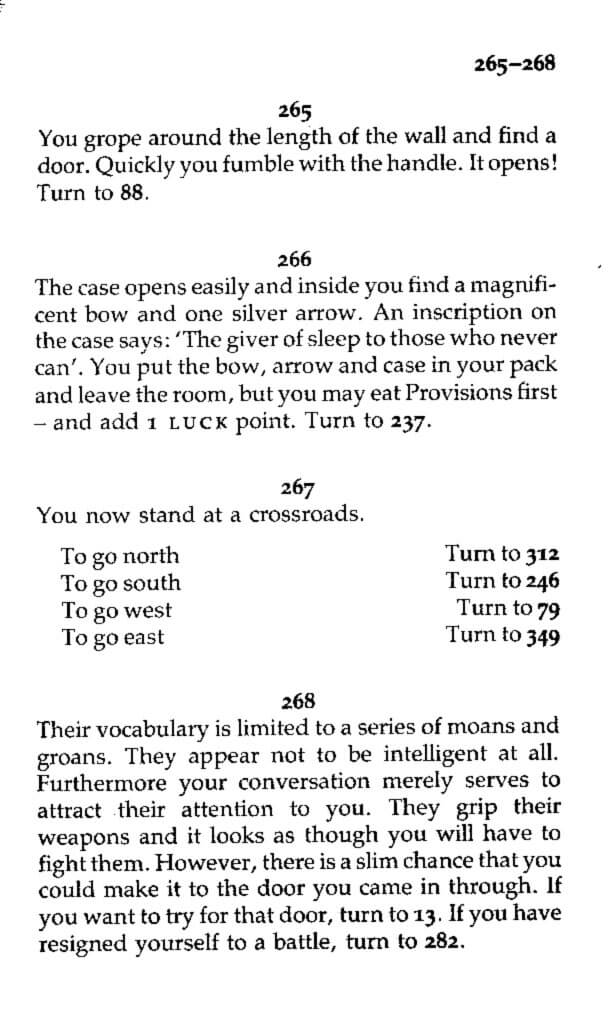 265–268
265
You grope around the length of the wall and find a
door. Quickly you fumble with the handle. It opens!
Turn to 88.
266
The case opens easily and inside you find a magnifi-
cent bow and one silver arrow. An inscription on
the case says: ‘The giver of sleep to those who never
can’. You put the bow, arrow and case in your pack
and leave the room, but you may eat Provisions first
– and add 1 LUCK point. Turn to 237.
267
You now stand at a crossroads.
To go north Turn to 312
To go south Turn to 246
To go west Turn to 79
To go east Turn to 349
268
Their vocabulary is limited to a series of moans and
groans. They appear not to be intelligent at all.
Furthermore your conversation merely serves to
attract their attention to you. They grip their
weapons and it looks as though you will have to
fight them. However, there is a slim chance that you
could make it to the door you came in through. If
you want to try for that door, turn to 13. If you have
resigned yourself to a battle, turn to 282.